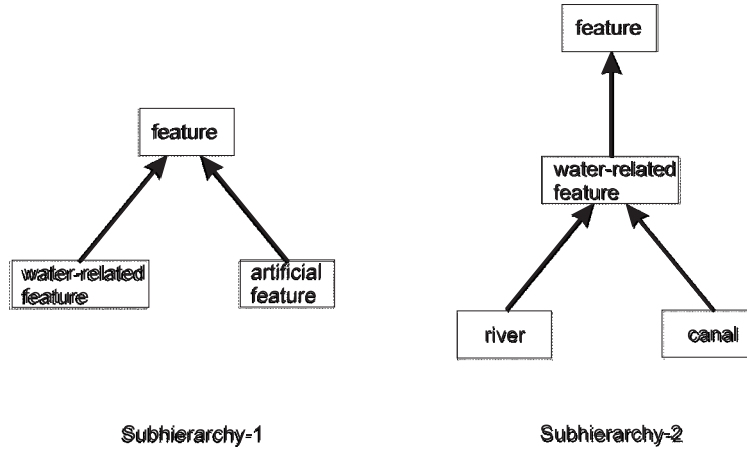 feature
water-related
feature
artificial
feature
Subhierarchy-1
feature
water-related
feature
river
canal
Subhierarchy-2